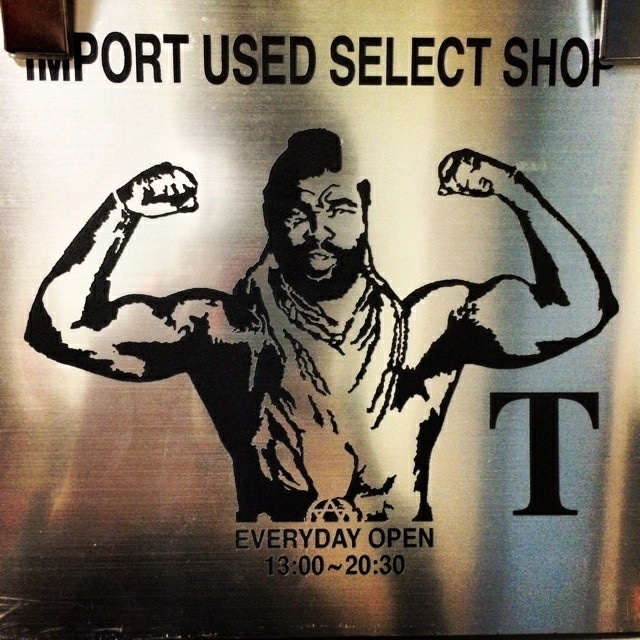 IMPORT USED SELECT SHOP
T
EVERYDAY OPEN
13:00~20:30